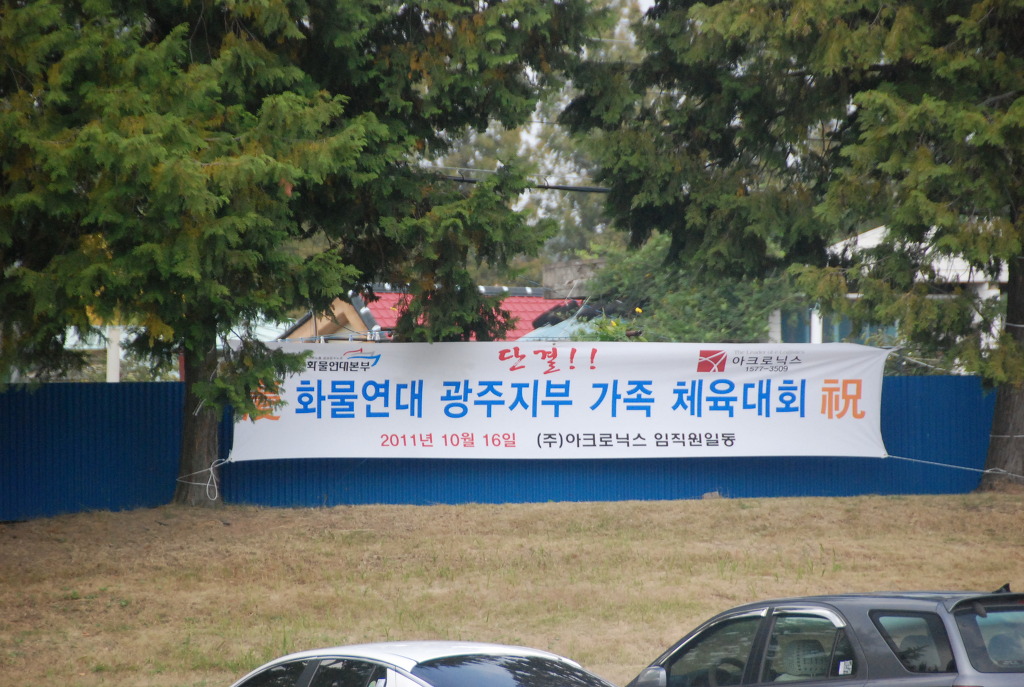 단결!!
화물연대본부
아크로닉스
1577-3509
화물연대 광주지부 가족 체육대회 祝
2011년 10월 16일 (주)아크로닉스 임직원일동